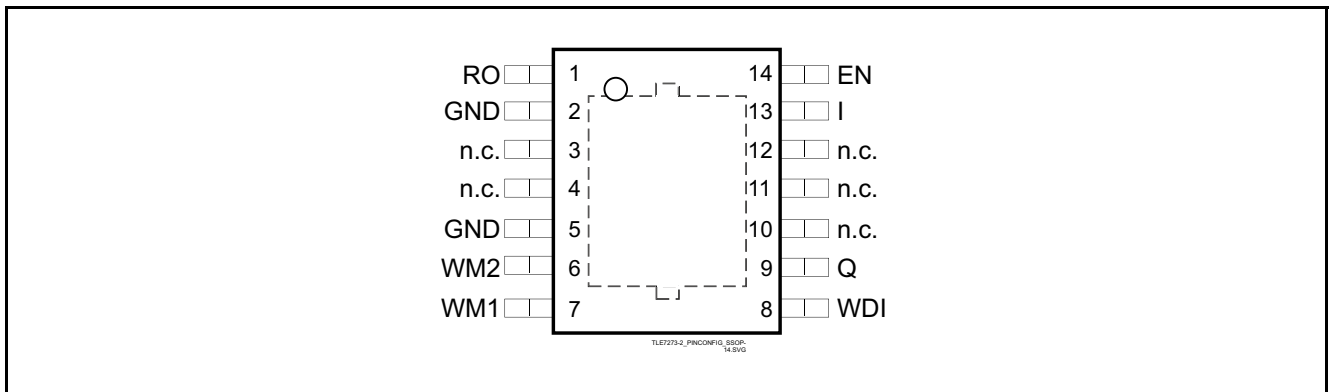 RO 1 14 EN
GND 2 13 I
n.c. 3 12 n.c.
n.c. 4 11 n.c.
GND 5 10 n.c.
WM2 6 9 Q
WM1 7 8 WDI
TLE7273-2_PINCONFIG_SSOP-
14.SVG